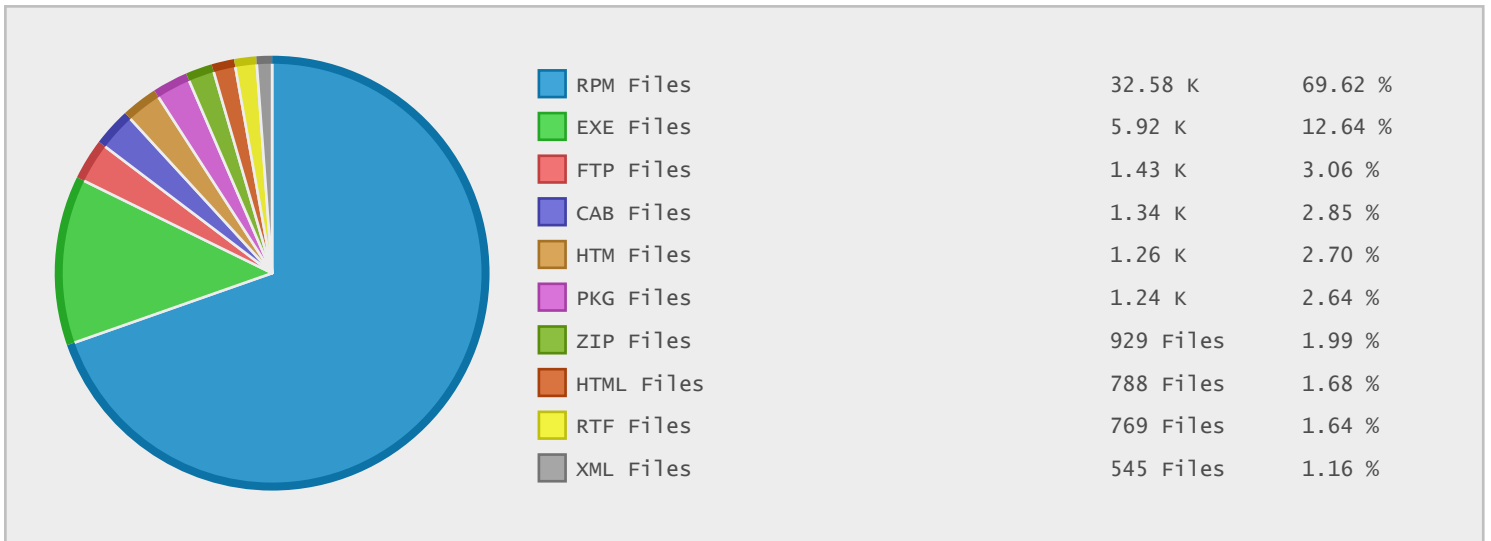 RPM Files 32.58 K 69.62 %
EXE Files 5.92 K 12.64 %
FTP Files 1.43 K 3.06 %
CAB Files 1.34 K 2.85 %
HTM Files 1.26 K 2.70 %
PKG Files 1.24 K 2.64 %
ZIP Files 929 Files 1.99 %
HTML Files 788 Files 1.68 %
RTF Files 769 Files 1.64 %
XML Files 545 Files 1.16 %